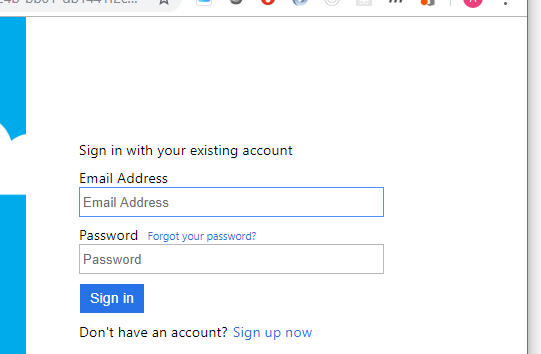 Sign in with your existing account
Email Address
Email Address
Password Forgot your password?
Password
Sign in
Don't have an account? Sign up now